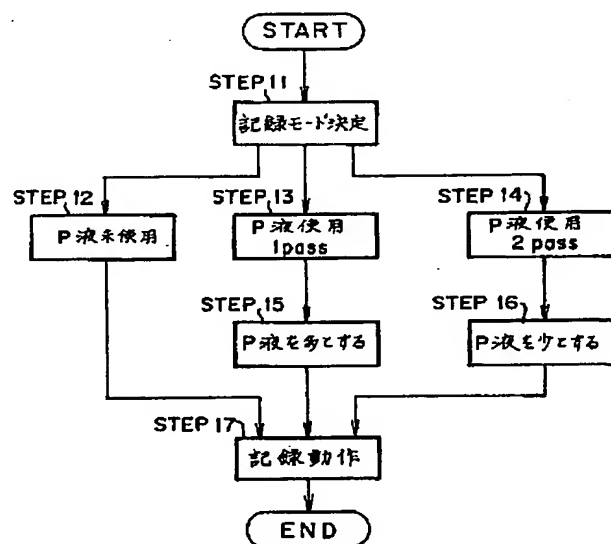 START
STEP 11
記録モード決定
STEP 12
P液未使用
STEP 13
P液使用
1pass
STEP 14
P液使用
2pass
STEP 15
P液を多とする
STEP 16
P液を少とする
STEP 17
記録動作
END